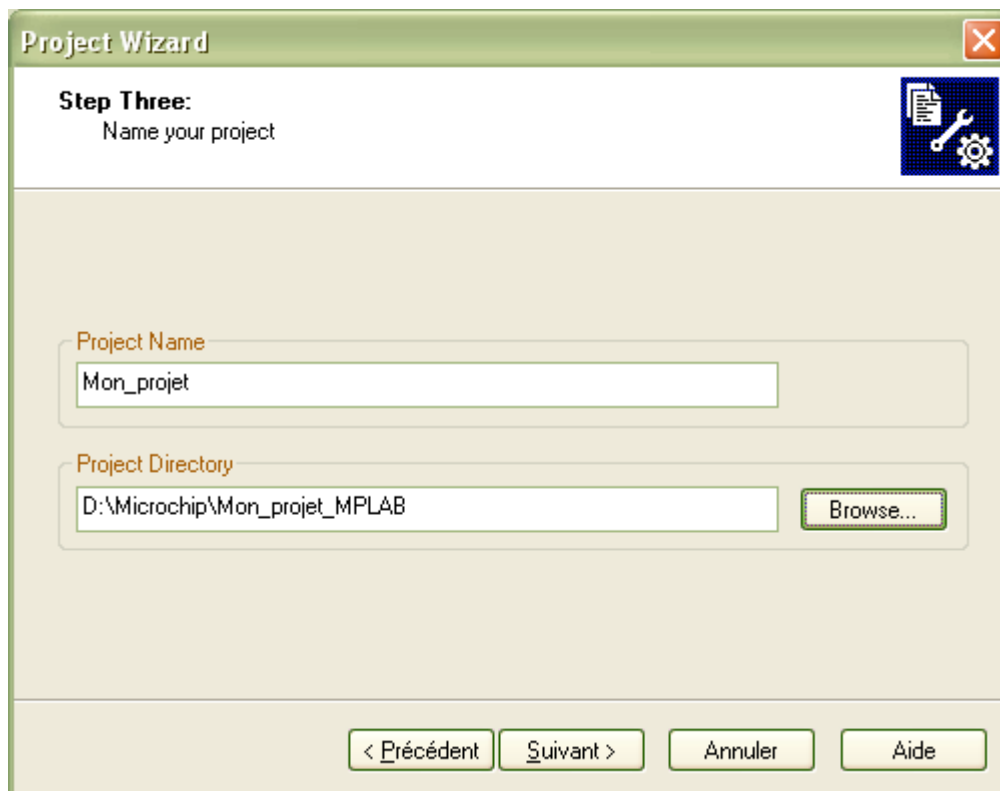 Project Wizard
Step Three:
Name your project
Project Name
Mon_projet
Project Directory
D:\Microchip\Mon_projet_MPLAB
Browse...
< Précédent
Suivant >
Annuler
Aide